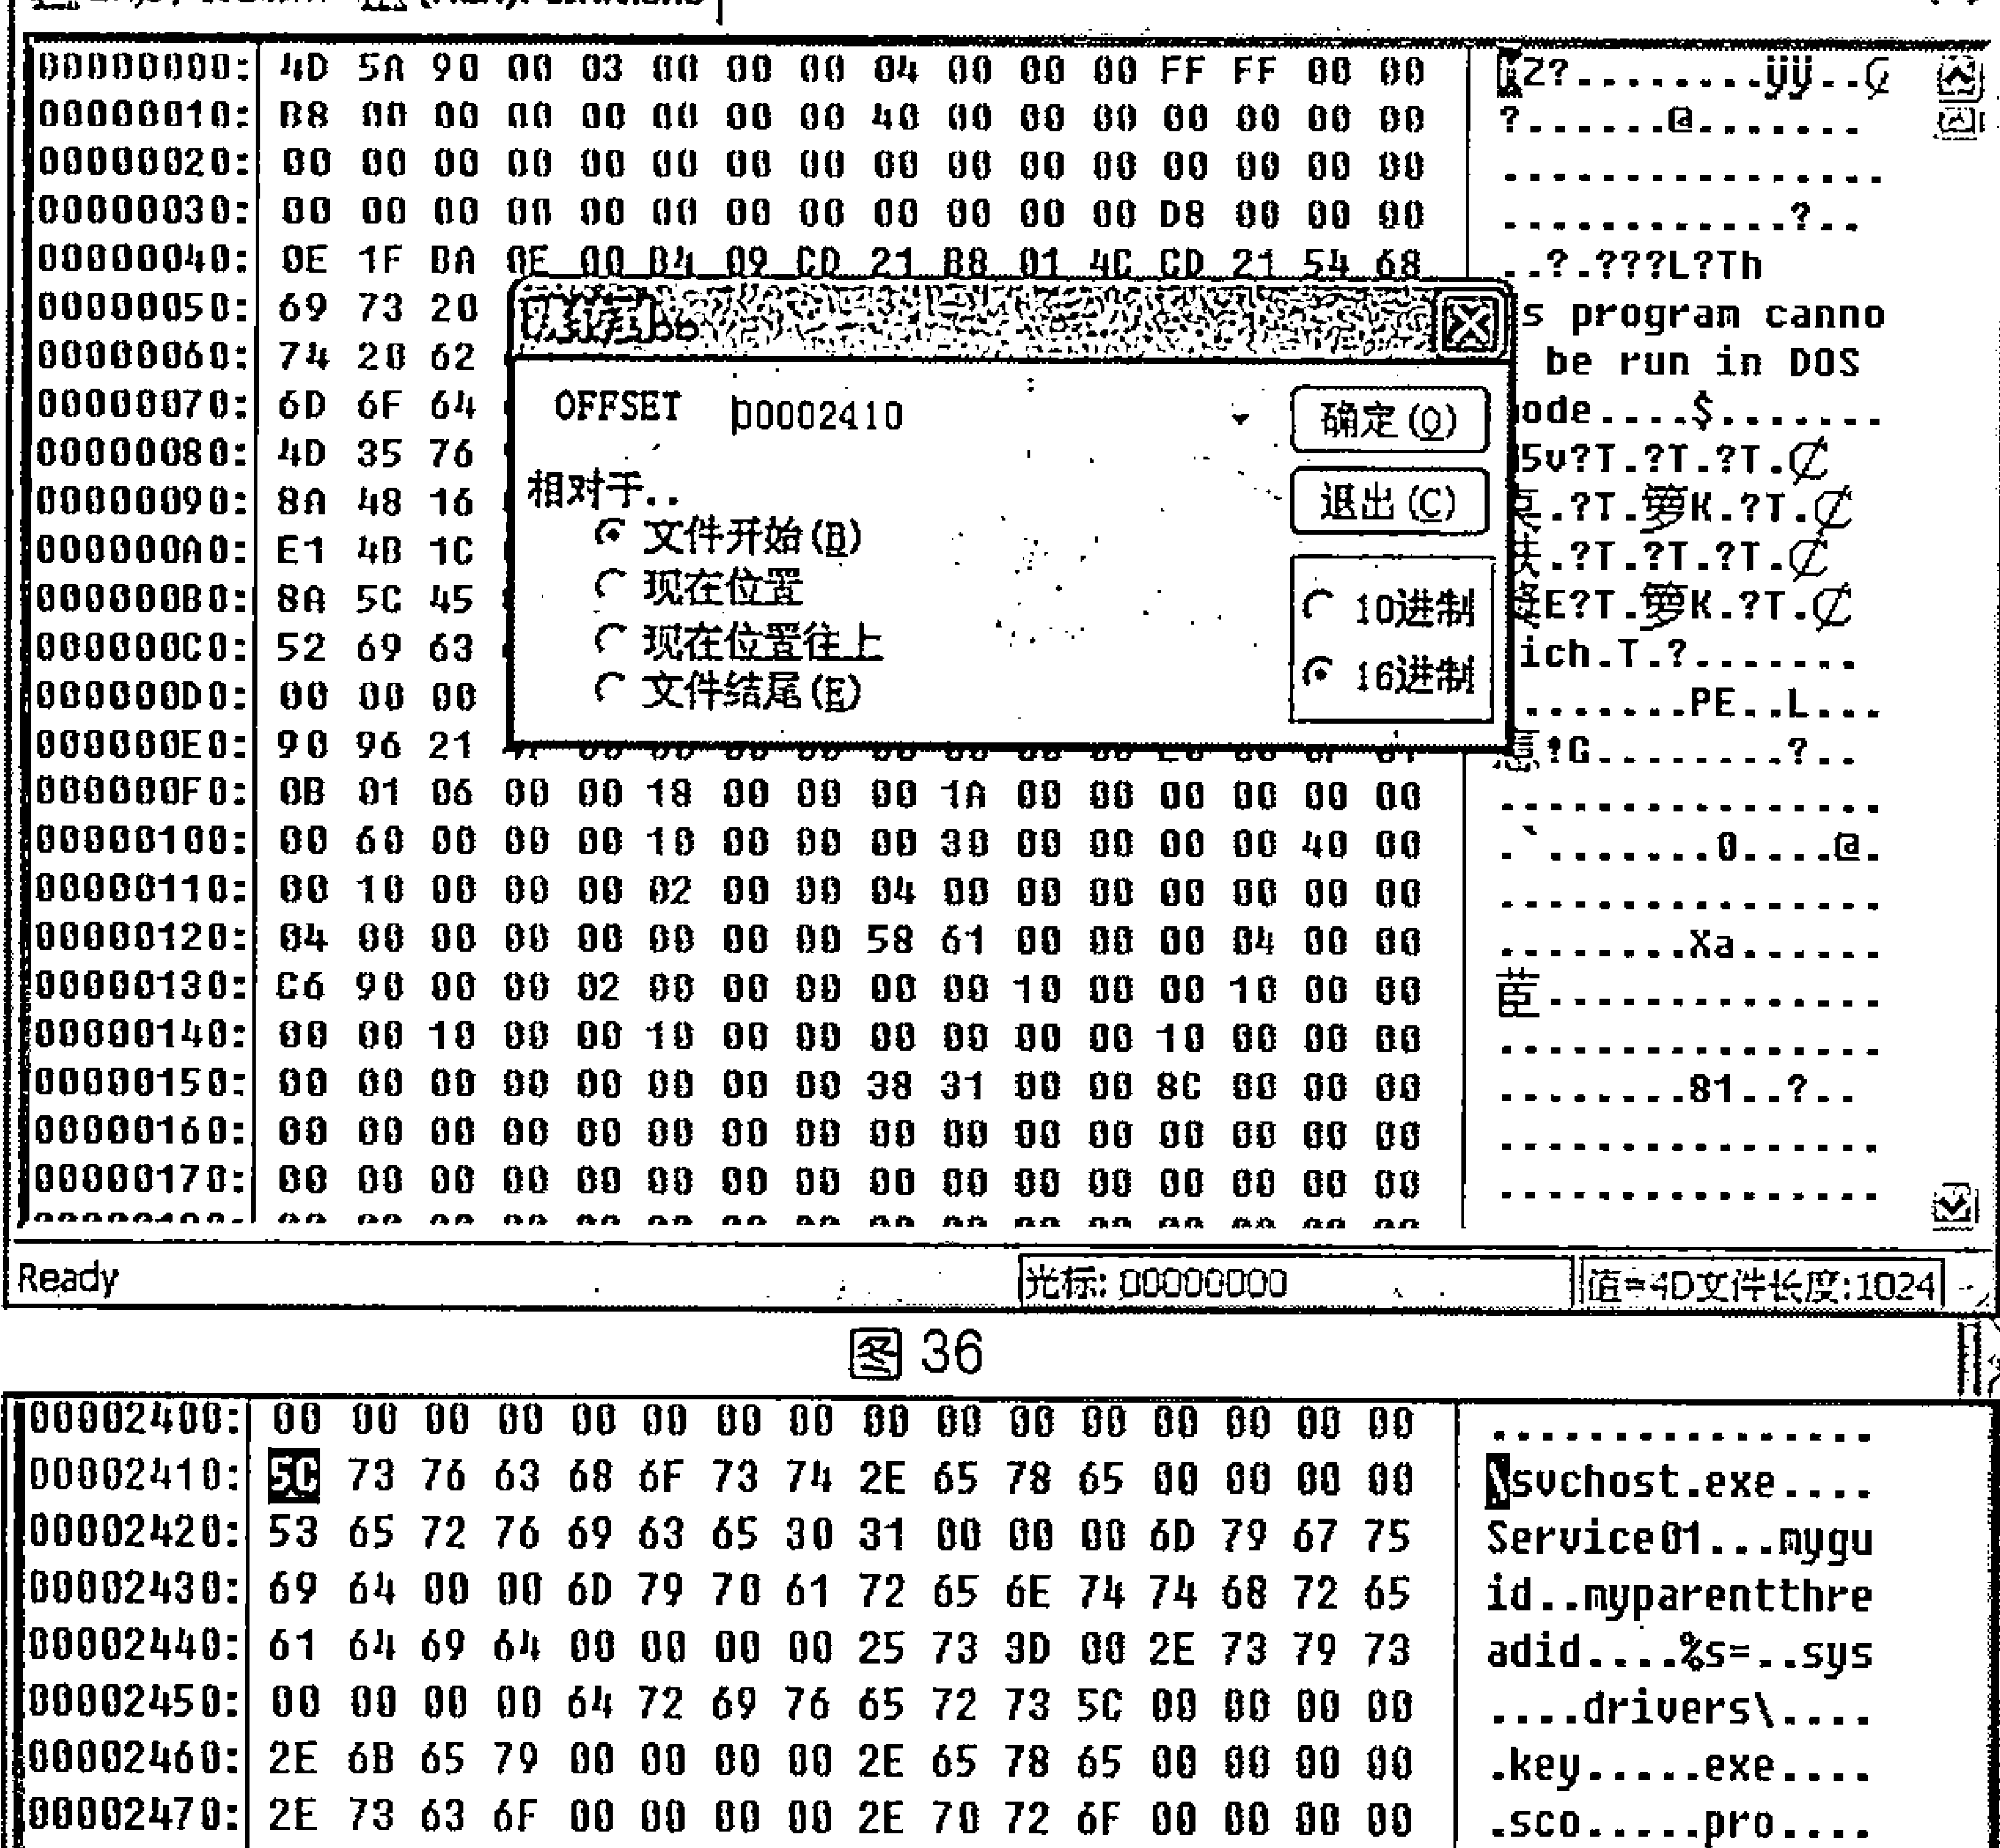 00000000: 4D 5A 90 00 03 00 00 00 04 00 00 00 FF FF 00 00 Z?........ÿÿ..
00000010: B8 00 00 00 00 00 00 00 40 00 00 00 00 00 00 00 ?.......@.......
00000020: 00 00 00 00 00 00 00 00 00 00 00 00 00 00 00 00 ................
00000030: 00 00 00 00 00 00 00 00 00 00 00 00 D8 00 00 00 ............?..
00000040: 0E 1F BA 0E 00 B4 09 CD 21 B8 01 4C CD 21 54 68 ..?.???L?Th
00000050: 69 73 20 s program canno
00000060: 74 20 62 be run in DOS
00000070: 6D 6F 64 ode....$.......
00000080: 4D 35 76 5v?T.?T.?T.
00000090: 8A 48 16 .?T.箩K.?T.
000000A0: E1 4B 1C .?T.?T.?T.
000000B0: 8A 5C 45 E?T.箩K.?T.
000000C0: 52 69 63 ich.T.?.......
000000D0: 00 00 00 ........PE..L...
000000E0: 90 96 21 !G........?..
OFFSET 00002410
确定(O)
相对于..
退出(C)
文件开始(B)
现在位置
10进制
现在位置往上
16进制
文件结尾(E)
000000F0: 0B 01 06 00 00 18 00 00 00 1A 00 00 00 00 00 00 ................
00000100: 00 60 00 00 00 10 00 00 00 30 00 00 00 00 40 00 .`.......0....@.
00000110: 00 10 00 00 00 02 00 00 04 00 00 00 00 00 00 00 ................
00000120: 04 00 00 00 00 00 00 00 58 61 00 00 00 04 00 00 ........Xa......
00000130: C6 90 00 00 02 00 00 00 00 00 10 00 00 10 00 00 茞..............
00000140: 00 00 10 00 00 10 00 00 00 00 00 00 10 00 00 00 ................
00000150: 00 00 00 00 00 00 00 00 38 31 00 00 8C 00 00 00 ........81..?..
00000160: 00 00 00 00 00 00 00 00 00 00 00 00 00 00 00 00 ................
00000170: 00 00 00 00 00 00 00 00 00 00 00 00 00 00 00 00 ................
Ready 光标: 00000000 值=4D文件长度:1024
图 36
00002400: 00 00 00 00 00 00 00 00 00 00 00 00 00 00 00 00 ................
00002410: 5C 73 76 63 68 6F 73 74 2E 65 78 65 00 00 00 00 \svchost.exe....
00002420: 53 65 72 76 69 63 65 30 31 00 00 00 6D 79 67 75 Service01...mygu
00002430: 69 64 00 00 6D 79 70 61 72 65 6E 74 74 68 72 65 id..myparentthre
00002440: 61 64 69 64 00 00 00 00 25 73 3D 00 2E 73 79 73 adid....%s=..sys
00002450: 00 00 00 00 64 72 69 76 65 72 73 5C 00 00 00 00 ....drivers\....
00002460: 2E 6B 65 79 00 00 00 00 2E 65 78 65 00 00 00 00 .key.....exe....
00002470: 2E 73 63 6F 00 00 00 00 2E 70 72 6F 00 00 00 00 .sco.....pro....